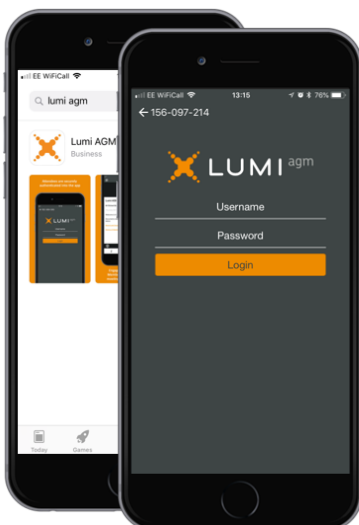 EE WiFiCall
lumi agm
Lumi AGM
Business
Today
Games
EE WiFiCall
13:15
76%
156-097-214
LUMI agm
Username
Password
Login